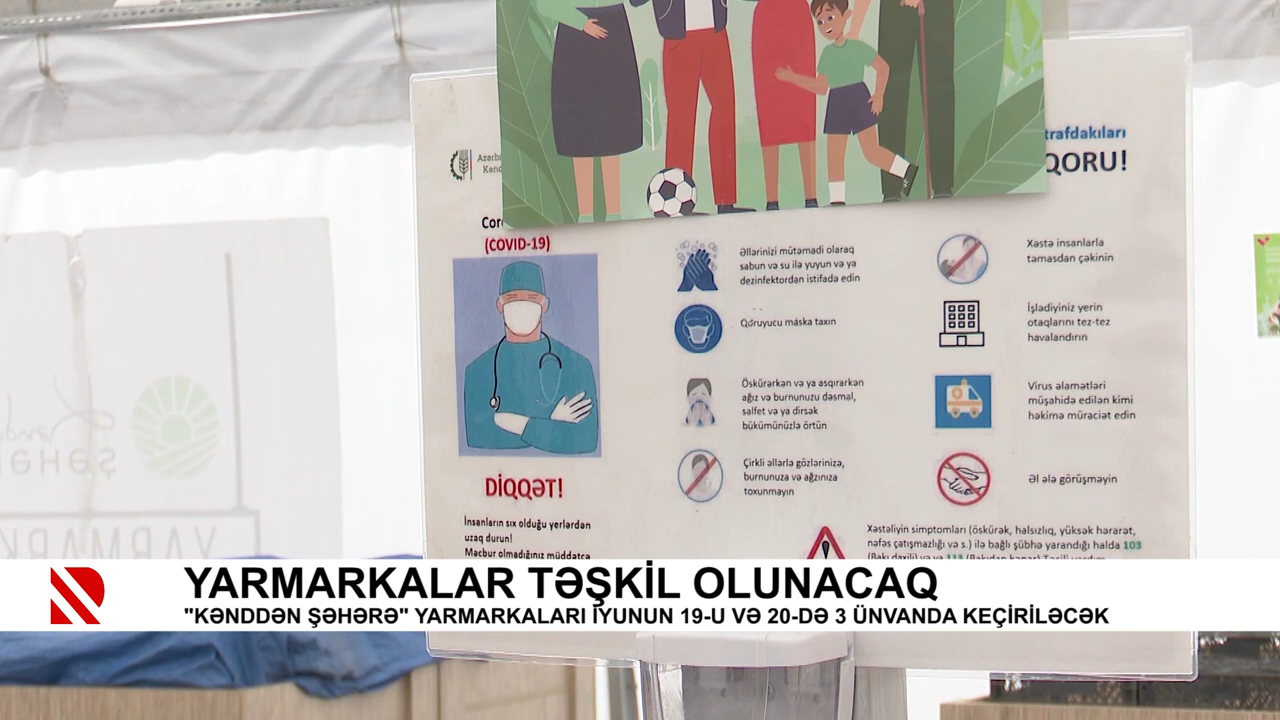 trafdakıları
QORU!
(COVID-19)
Əllərinizi mütəmadi olaraq
sabun və su ilə yuyun və ya
dezinfektordan istifadə edin
Qoruyucu maska taxın
Öskürərkən və ya asqırarkən
ağız və burnunuzu dəsmal,
salfet və ya dirsək
bükümünüzlə örtün
Çirkli əllərlə gözlərinizə,
burnunuza və ağzınıza
toxunmayın
Xəstə insanlarla
təmasdan çəkinin
İşlədiyiniz yerin
otaqlarını tez-tez
havalandırın
Virus əlamətləri
müşahidə edilən kimi
həkimə müraciət edin
Əl ələ görüşməyin
DİQQƏT!
İnsanların sıx olduğu yerlərdən
uzaq durun!
Məcbur olmadığınız müddətcə
Xəstəliyin simptomları (öskürək, halsızlıq, yüksək hərarət,
nəfəs çatışmazlığı və s.) ilə bağlı şübhə yarandığı halda 103
YARMARKALAR TƏŞKİL OLUNACAQ
"KƏNDDƏN ŞƏHƏRƏ" YARMARKALARI İYUNUN 19-U VƏ 20-DƏ 3 ÜNVANDA KEÇİRİLƏCƏK